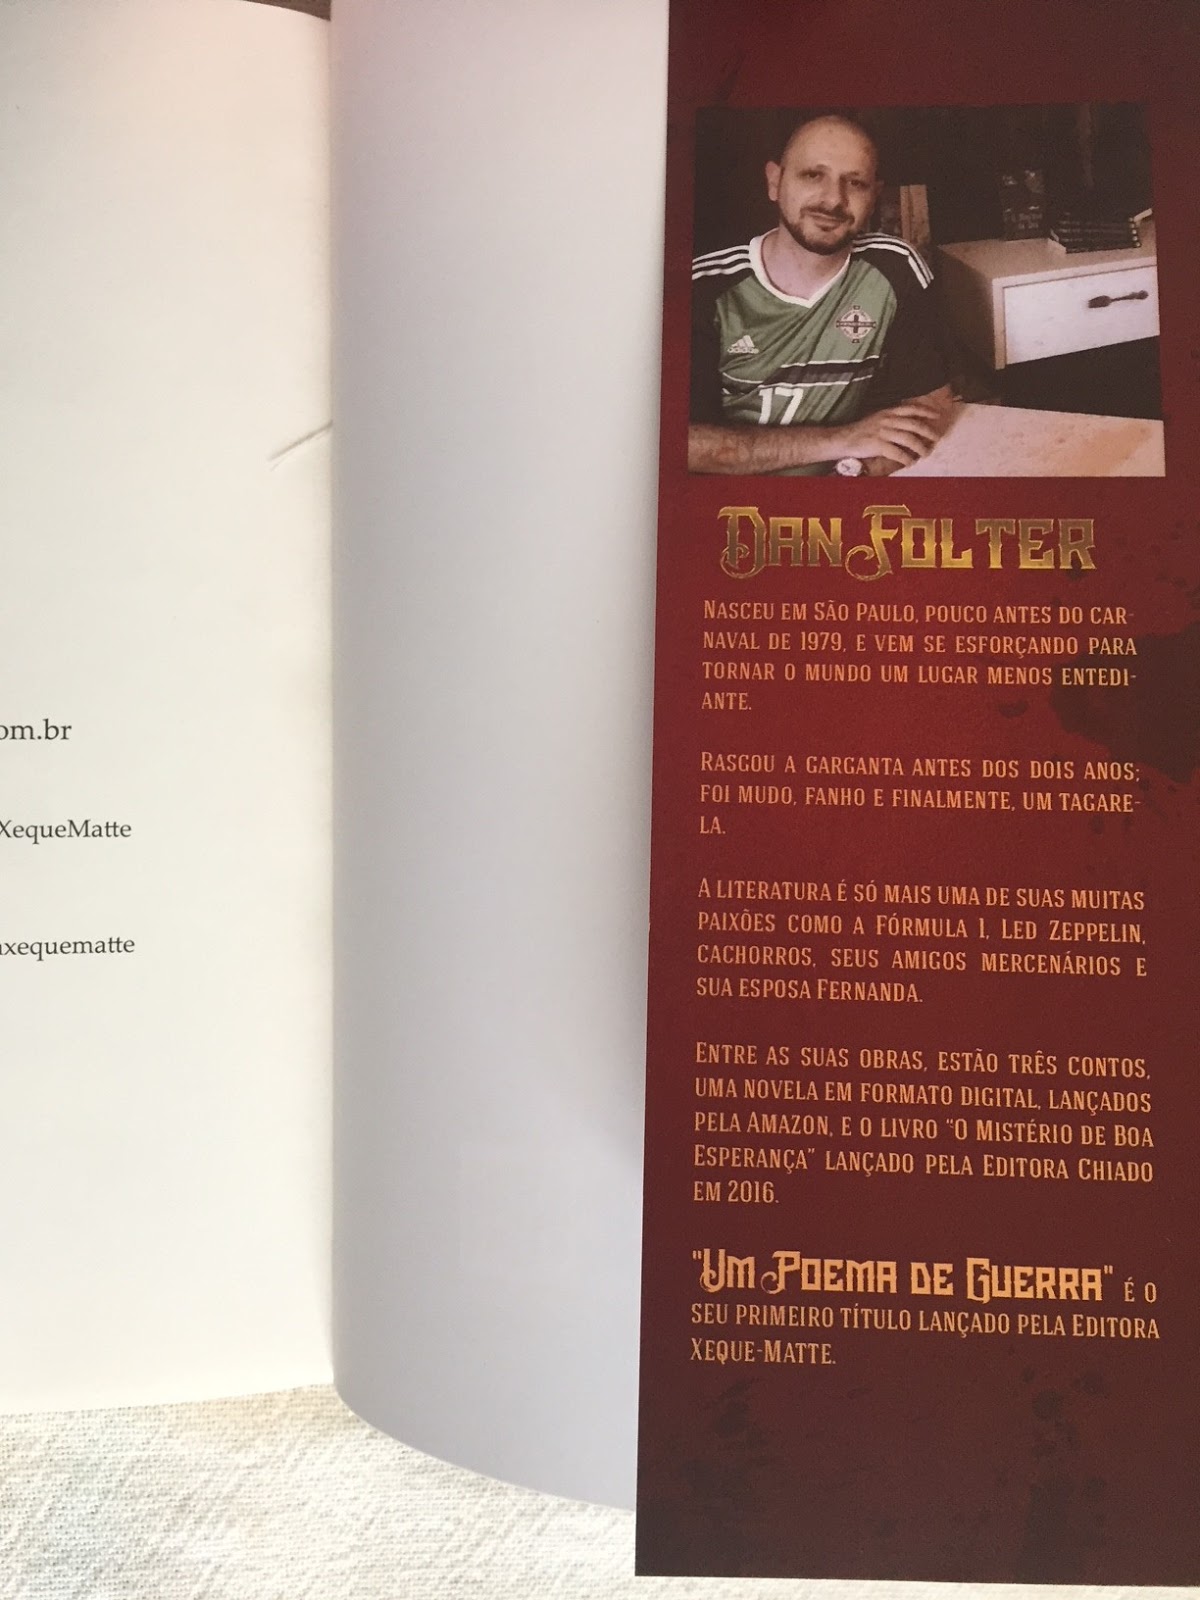 om.br
XequeMatte
axequematte
adidas
17
Dan Folter
Nasceu em São Paulo, pouco antes do car-
naval de 1979, e vem se esforçando para
tornar o mundo um lugar menos entedi-
ante.
Rasgou a garganta antes dos dois anos;
foi mudo, fanho e finalmente, um tagare-
la.
A literatura é só mais uma de suas muitas
paixões como a Fórmula 1, Led Zeppelin,
cachorros, seus amigos mercenários e
sua esposa Fernanda.
Entre as suas obras, estão três contos,
uma novela em formato digital, lançados
pela Amazon, e o livro "O Mistério de Boa
Esperança" lançado pela Editora Chiado
em 2016.
"Um Poema de Guerra" é o
seu primeiro título lançado pela Editora
Xeque-Matte.